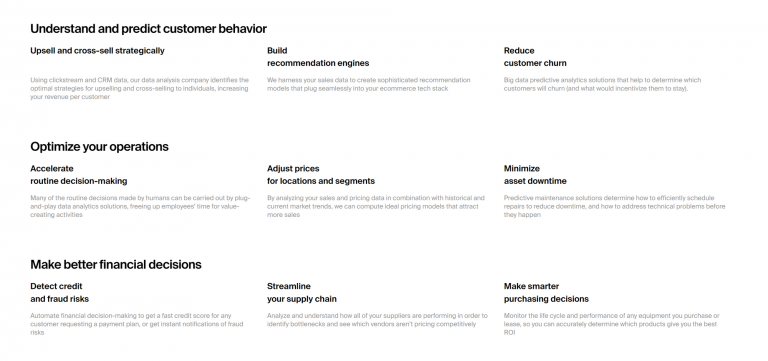 Understand and predict customer behavior
Upsell and cross-sell strategically
Using clickstream and CRM data, our data analysis company identifies the
optimal strategies for upselling and cross-selling to individuals, increasing
your revenue per customer
Build
recommendation engines
We harness your sales data to create sophisticated recommendation
models that plug seamlessly into your ecommerce tech stack
Reduce
customer churn
Big data predictive analytics solutions that help to determine which
customers will churn (and what would incentivize them to stay).
Optimize your operations
Accelerate
routine decision-making
Many of the routine decisions made by humans can be carried out by plug-
and-play data analytics solutions, freeing up employees' time for value-
creating activities
Adjust prices
for locations and segments
By analyzing your sales and pricing data in combination with historical and
current market trends, we can compute ideal pricing models that attract
more sales
Minimize
asset downtime
Predictive maintenance solutions determine how to efficiently schedule
repairs to reduce downtime, and how to address technical problems before
they happen
Make better financial decisions
Detect credit
and fraud risks
Automate financial decision-making to get a fast credit score for any
customer requesting a payment plan, or get instant notifications of fraud
risks
Streamline
your supply chain
Analyze and understand how all of your suppliers are performing in order to
identify bottlenecks and see which vendors aren't pricing competitively
Make smarter
purchasing decisions
Monitor the life cycle and performance of any equipment you purchase or
lease, so you can accurately determine which products give you the best
ROI